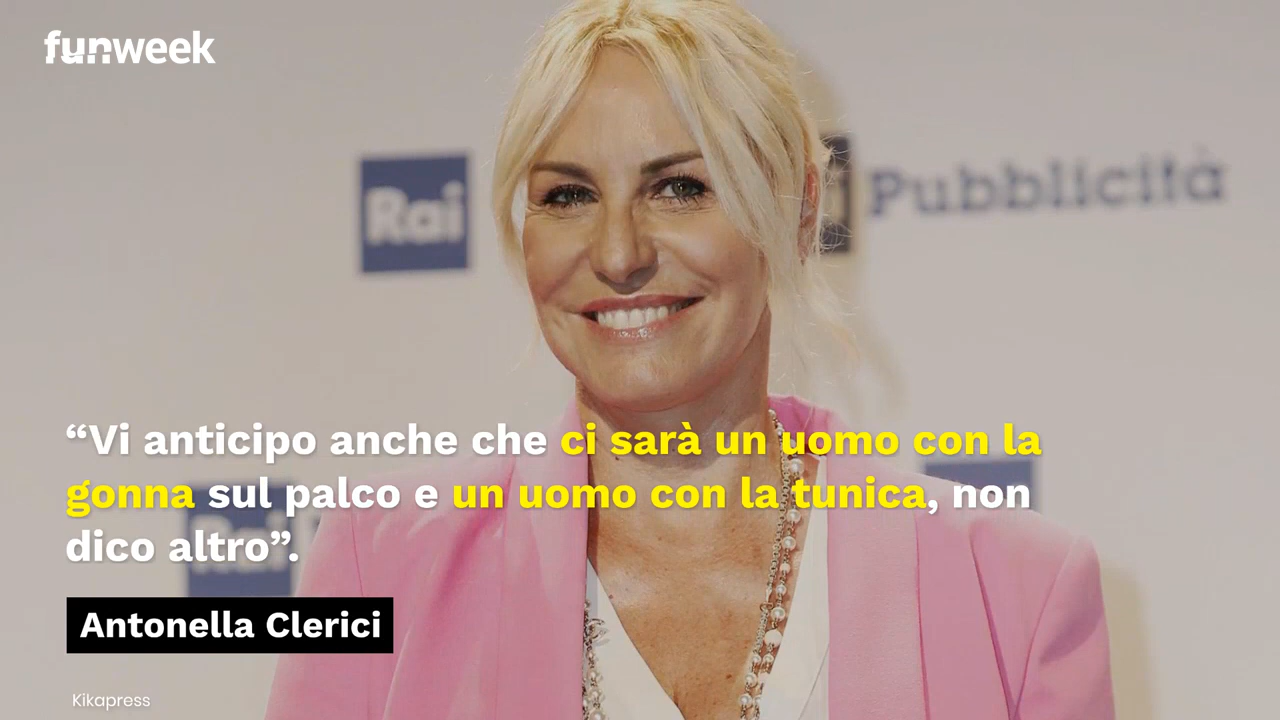 funweek
Rai
Pubblicità
“Vi anticipo anche che ci sarà un uomo con la
gonna sul palco e un uomo con la tunica, non
dico altro”.
Antonella Clerici
Kikapress